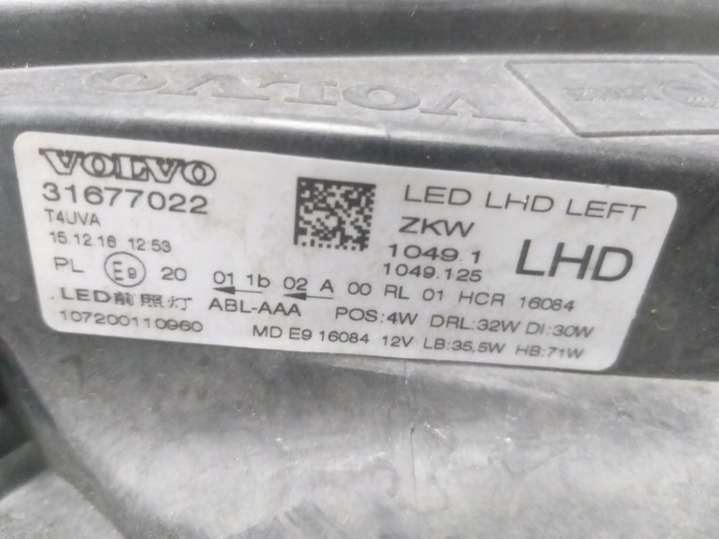 VOLVO
VOLVO
31677022
T4UVA
15.12.18 12:53
LED LHD LEFT
ZKW
1049.1
1049.125
LHD
PL E9 20 01 1b 02 A 00 RL 01 HCR 16084
LED前照灯 ABL-AAA POS:4W DRL:32W DI:30W
107200110960 MD E9 16084 12V LB:35,5W HB:71W